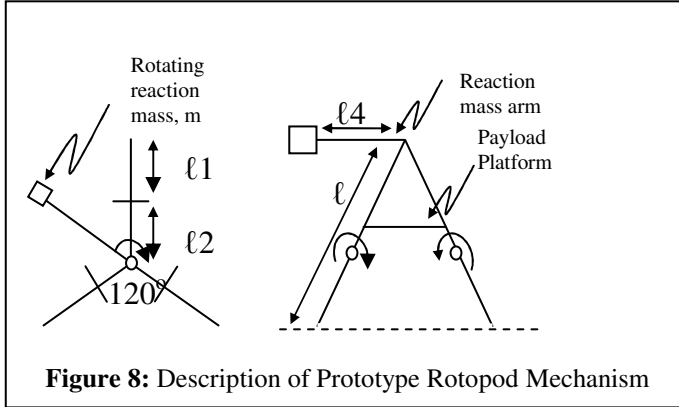 Rotating
reaction
mass, m
ℓ1
ℓ2
120°
Reaction
mass arm
ℓ4
Payload
Platform
ℓ
Figure 8: Description of Prototype Rotopod Mechanism